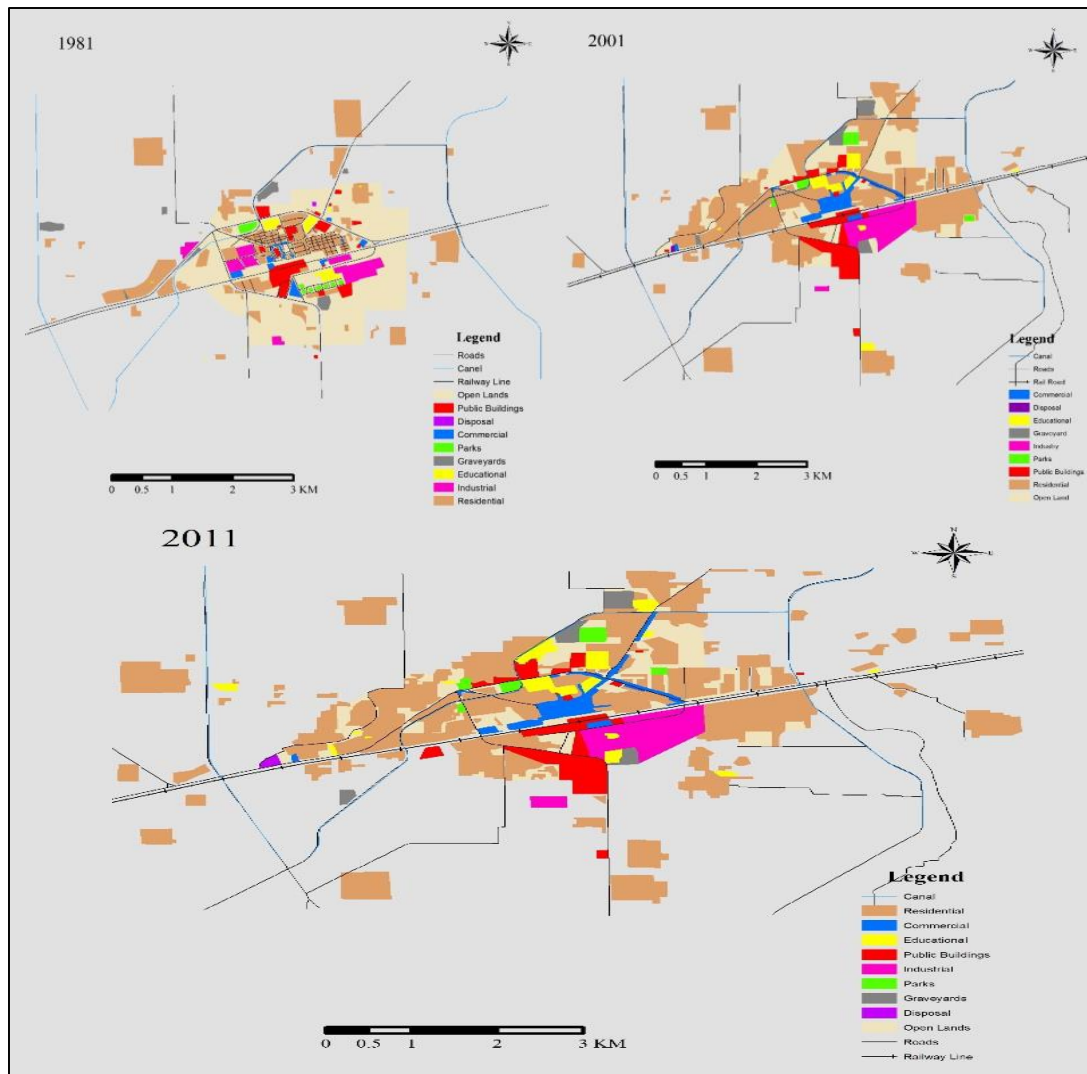 1981
N
W E
S
Legend
Roads
Canel
Railway Line
Open Lands
Public Buildings
Disposal
Commercial
Parks
Graveyards
Educational
Industrial
Residential
0 0.5 1 2 3 KM
2001
N
W E
S
Legend
Canal
Roads
Rail Road
Commercial
Disposal
Educational
Graveyard
Industry
Parks
Public Buildings
Residential
Open Land
0 0.5 1 2 3 KM
2011
N
W E
S
Legend
Canal
Residential
Commercial
Educational
Public Buildings
Industrial
Parks
Graveyards
Disposal
Open Lands
Roads
Railway Line
0 0.5 1 2 3 KM